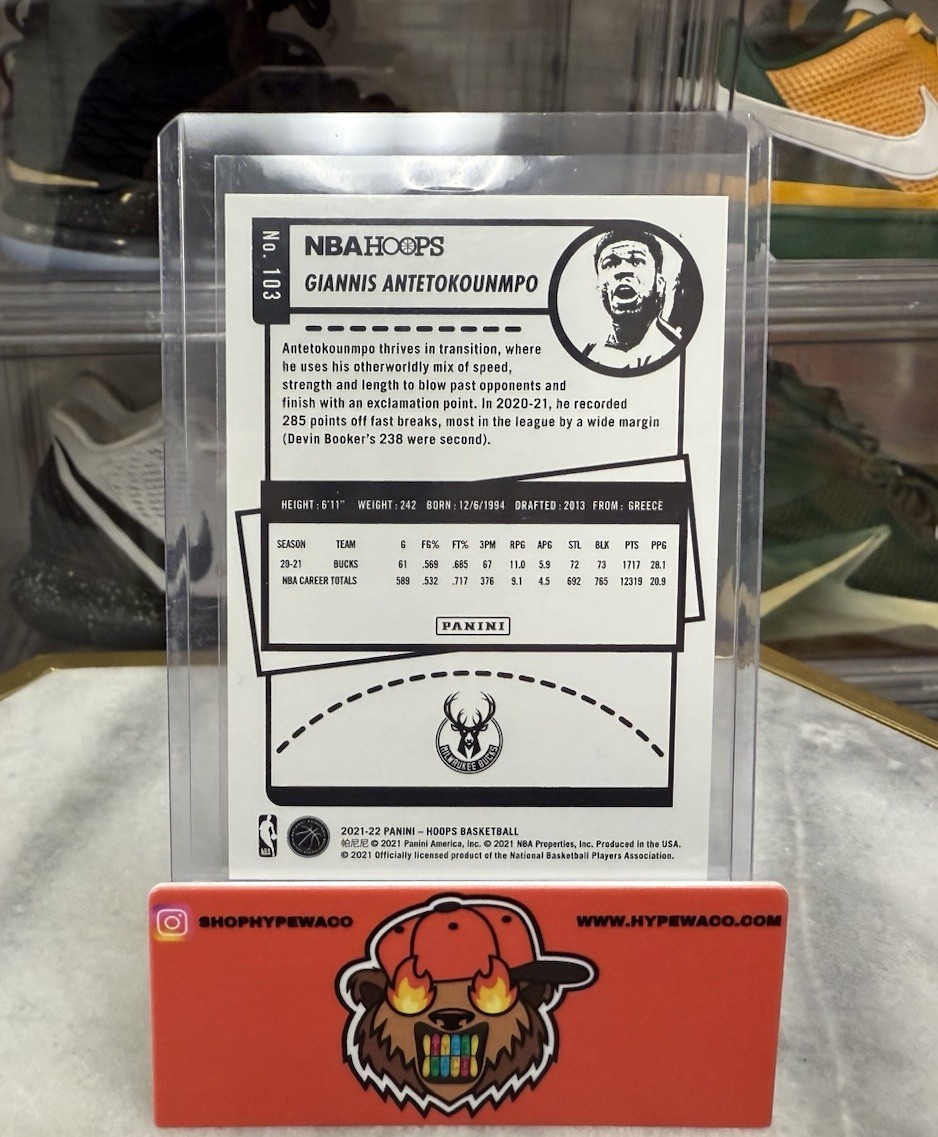 No. 103
NBA HOOPS
GIANNIS ANTETOKOUNMPO
Antetokounmpo thrives in transition, where
he uses his otherworldly mix of speed,
strength and length to blow past opponents and
finish with an exclamation point. In 2020-21, he recorded
285 points off fast breaks, most in the league by a wide margin
(Devin Booker's 238 were second).
HEIGHT: 6'11" WEIGHT: 242 BORN: 12/6/1994 DRAFTED: 2013 FROM: GREECE
SEASON TEAM G FG% FT% 3PM RPG APG STL BLK PTS PPG
20-21 BUCKS 61 .569 .685 67 11.0 5.9 72 73 1717 28.1
NBA CAREER TOTALS 589 .532 .717 376 9.1 4.5 692 765 12319 20.9
PANINI
MILWAUKEE BUCKS
NBA
2021-22 PANINI – HOOPS BASKETBALL
帕尼尼 © 2021 Panini America, Inc. © 2021 NBA Properties, Inc. Produced in the USA.
© 2021 Officially licensed product of the National Basketball Players Association.
SHOPHYPEWACO
WWW.HYPEWACO.COM